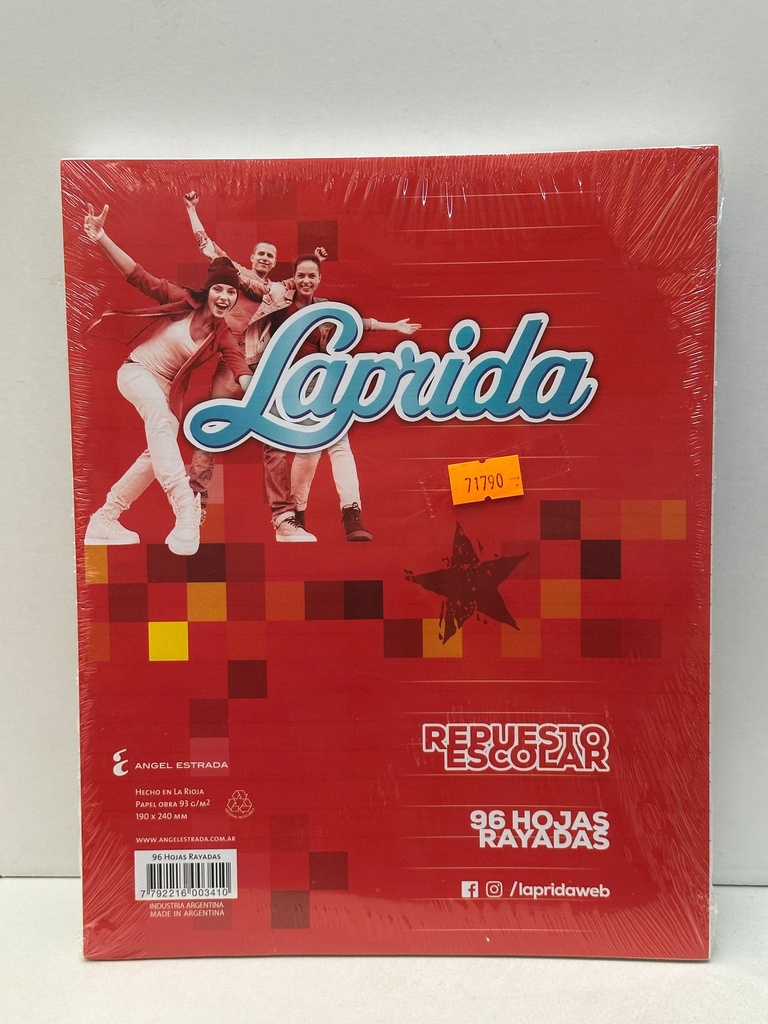 Laprida
71790
REPUESTO
ESCOLAR
ANGEL ESTRADA
HECHO EN LA RIOJA
PAPEL OBRA 93 G/M2
190 X 240 MM
WWW.ANGELESTRADA.COM.AR
96 HOJAS RAYADAS
7 792216 003410
INDUSTRIA ARGENTINA
MADE IN ARGENTINA
96 HOJAS
RAYADAS
/lapridaweb